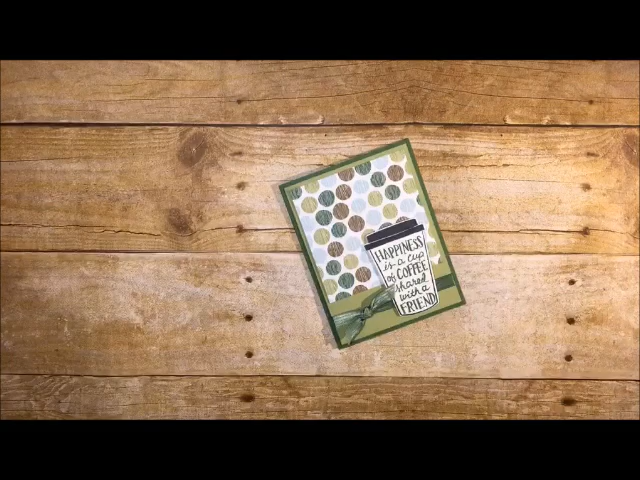 HAPPINESS
is a cup
of COFFEE
shared
with a
FRIEND